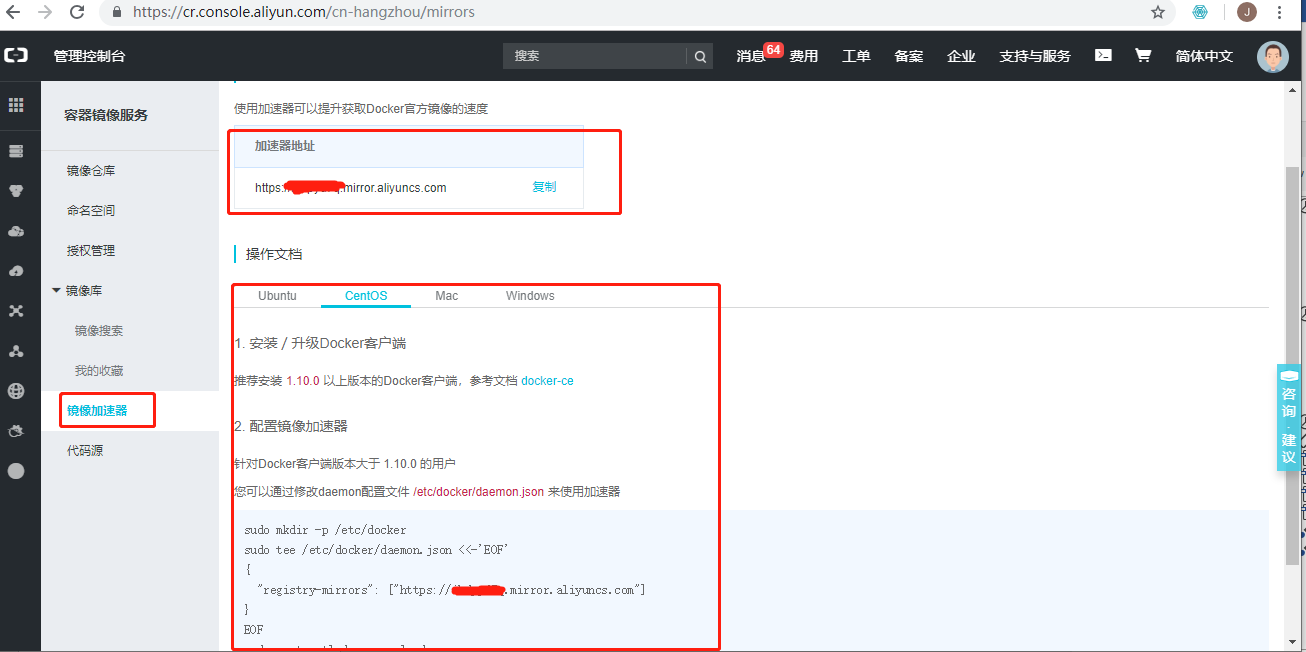 https://cr.console.aliyun.com/cn-hangzhou/mirrors
J
管理控制台
搜索
消息 64 费用 工单 备案 企业 支持与服务 简体中文
容器镜像服务
镜像仓库
命名空间
授权管理
镜像库
镜像搜索
我的收藏
镜像加速器
代码源
使用加速器可以提升获取Docker官方镜像的速度
加速器地址
https:/ .mirror.aliyuncs.com 复制
操作文档
Ubuntu CentOS Mac Windows
1. 安装 / 升级Docker客户端
推荐安装 1.10.0 以上版本的Docker客户端，参考文档 docker-ce
2. 配置镜像加速器
针对Docker客户端版本大于 1.10.0 的用户
您可以通过修改daemon配置文件 /etc/docker/daemon.json 来使用加速器
sudo mkdir -p /etc/docker
sudo tee /etc/docker/daemon.json <<-'EOF'
{
"registry-mirrors": ["https:// .mirror.aliyuncs.com"]
}
EOF
咨询·建议